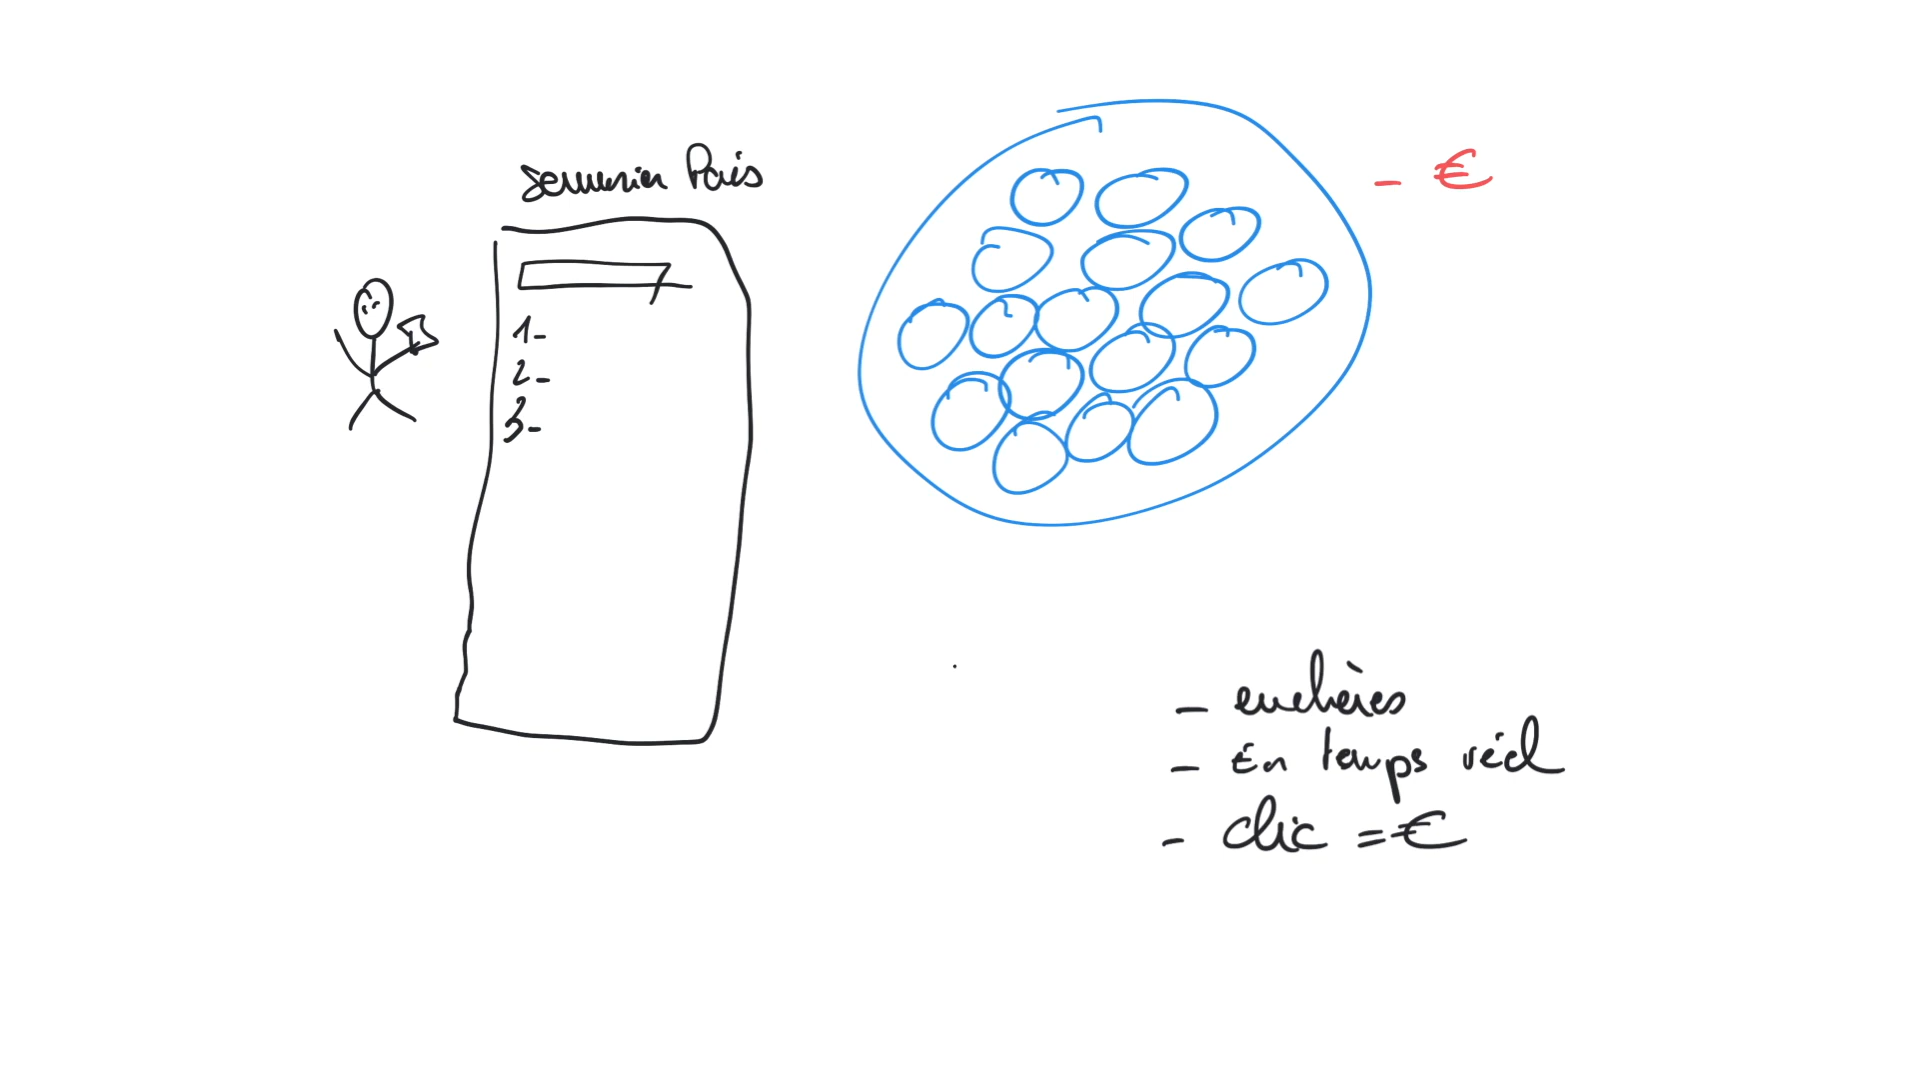 serrurier Paris
- €
1-
2-
3-
- enchères
- En temps réel
- clic = €